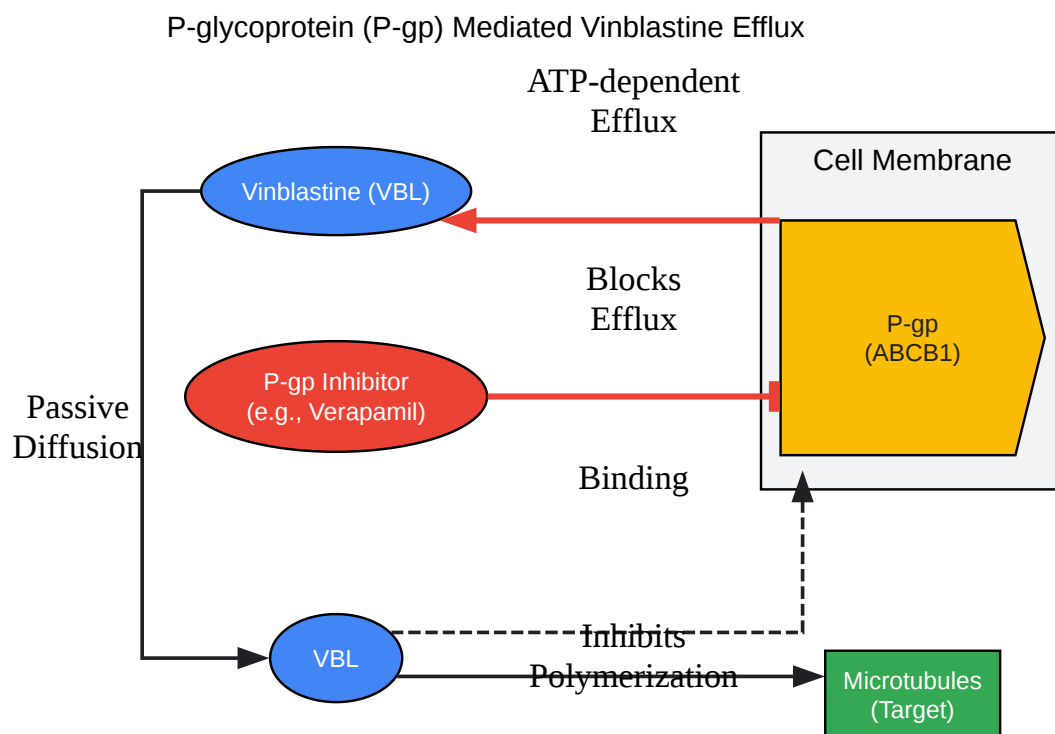 P-glycoprotein (P-gp) Mediated Vinblastine Efflux
ATP-dependent
Efflux
Cell Membrane
Vinblastine (VBL)
Blocks
Efflux
P-gp
(ABCB1)
P-gp Inhibitor
(e.g., Verapamil)
Passive
Diffusion
Binding
Inhibits
Polymerization
VBL
Microtubules
(Target)